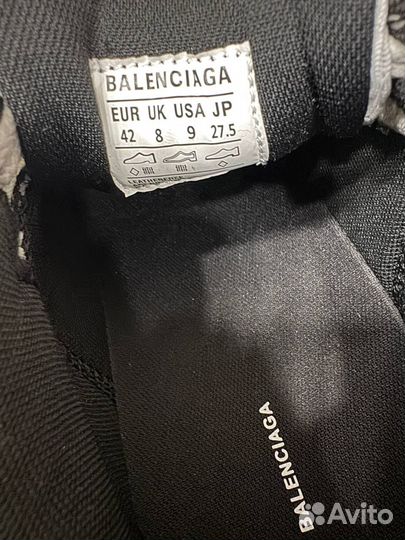 BALENCIAGA
EUR UK USA JP
42 8 9 27.5
BALENCIAGA
Avito